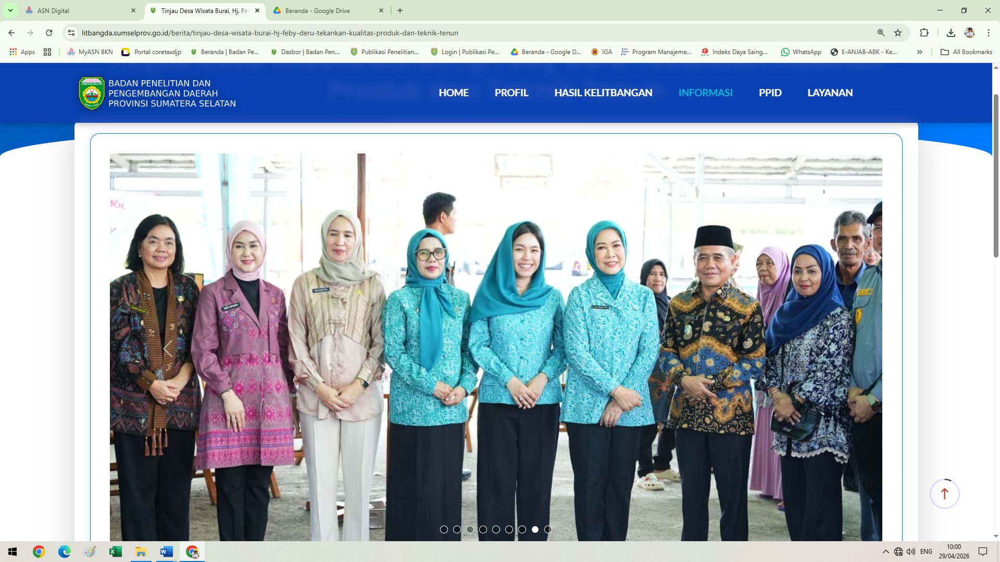 ASN Digital
Tinjau Desa Wisata Burai, Hj. Fe
Beranda - Google Drive
litbangda.sumselprov.go.id/berita/tinjau-desa-wisata-burai-hj-feby-deru-tekankan-kualitas-produk-dan-teknik-tenun
Apps
MyASN BKN
Portal coretaxdjp
Beranda | Badan Pe...
Dasbor | Badan Pen...
Publikasi Penelitian...
Login | Publikasi Pe...
Beranda - Google D...
IGA
Program Manajeme...
Indeks Daya Saing...
WhatsApp
E-ANJAB-ABK - Ke...
All Bookmarks
BADAN PENELITIAN DAN
PENGEMBANGAN DAERAH
PROVINSI SUMATERA SELATAN
HOME
PROFIL
HASIL KELITBANGAN
INFORMASI
PPID
LAYANAN
ENG
10:00
29/04/2026